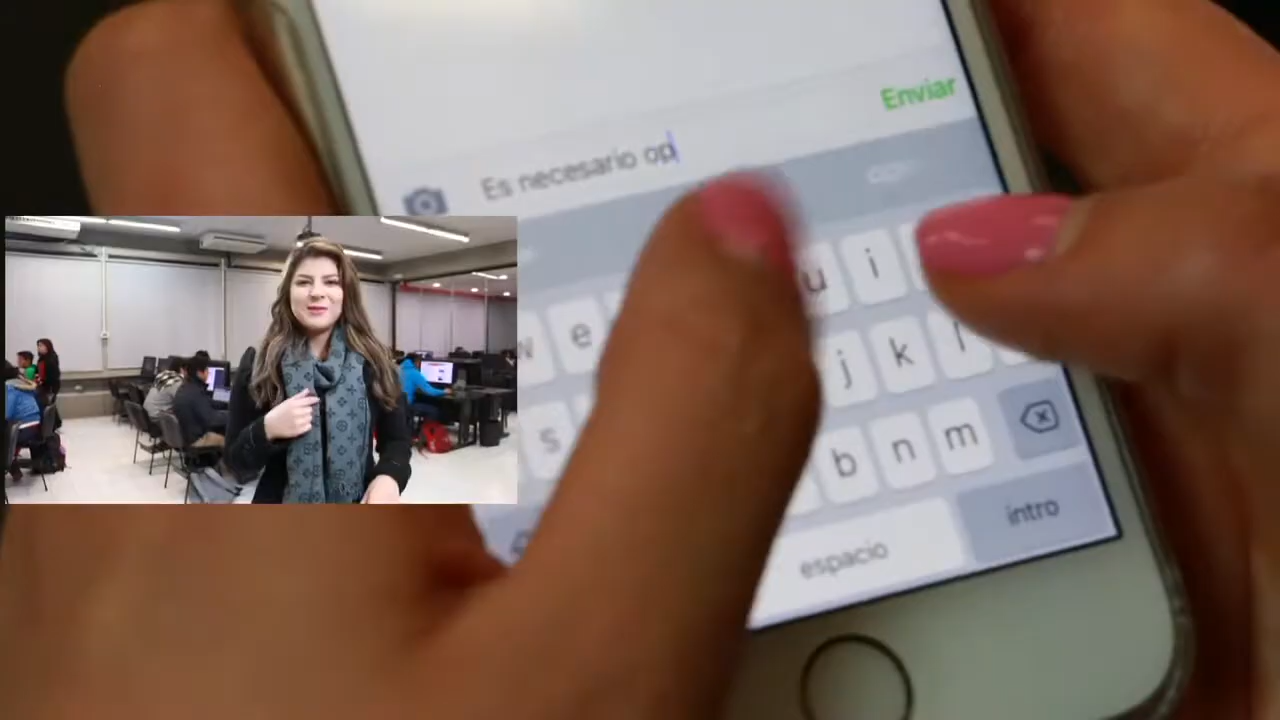 Enviar
Es necesario op
u i
w e
j k l
s
b n m
intro
espacio